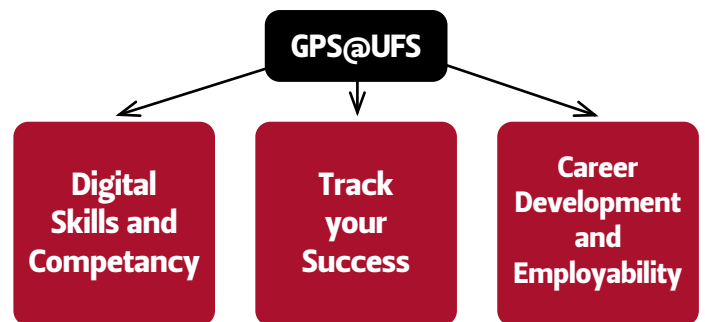 GPS@UFS
Digital
Skills and
Competancy
Track
your
Success
Career
Development
and
Employability